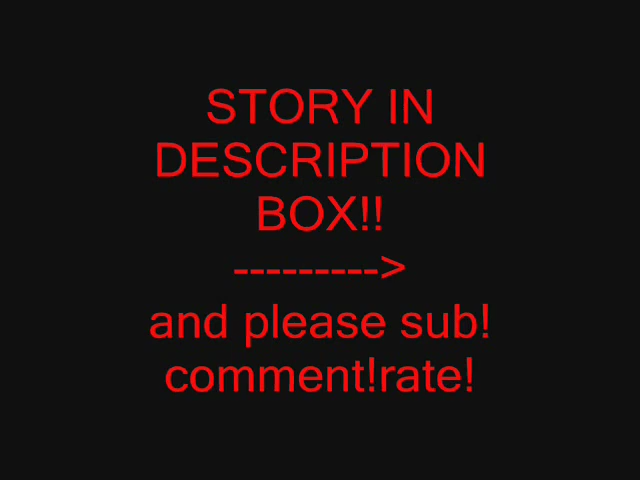 STORY IN
DESCRIPTION
BOX!!
--------->
and please sub!
comment!rate!